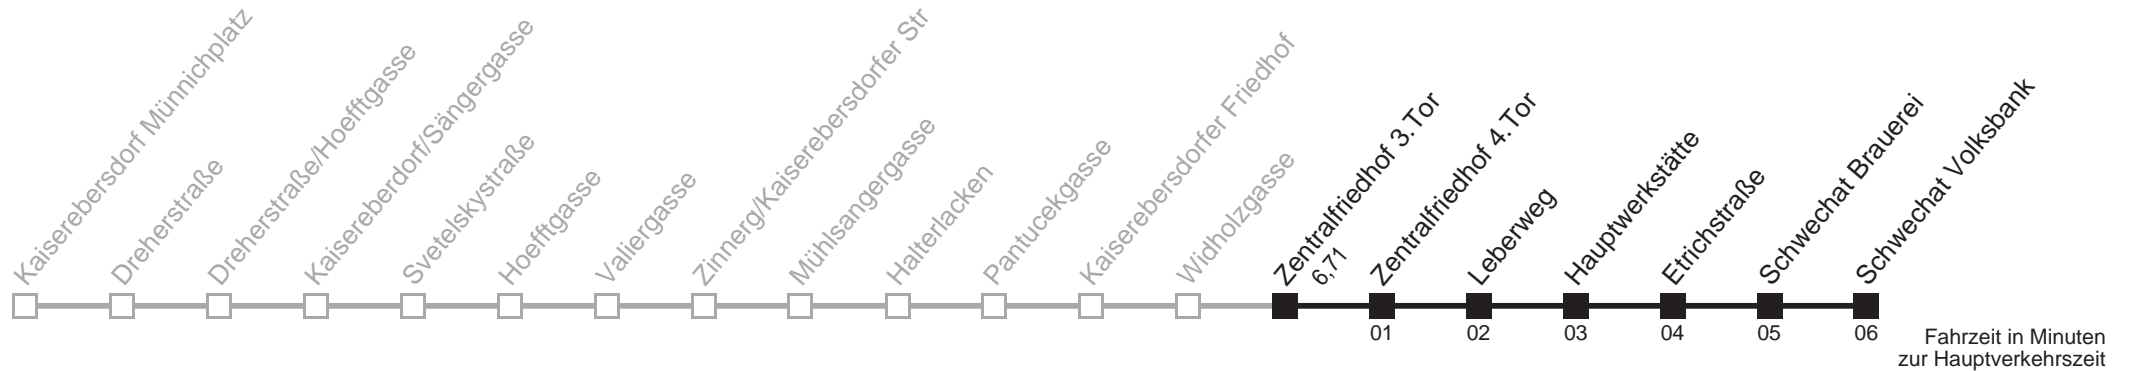 Kaiserebersdorf Münnichplatz
Dreherstraße
Dreherstraße/Hoefftgasse
Kaisereberdorf/Sängergasse
Svetelskystraße
Hoefftgasse
Valiergasse
Zinnerg/Kaiserebersdorfer Str
Mühlsangergasse
Halterlacken
Pantucekgasse
Kaiserebersdorfer Friedhof
Widholzgasse
Zentralfriedhof 3.Tor
6,71
Zentralfriedhof 4.Tor
Leberweg
Hauptwerkstätte
Etrichstraße
Schwechat Brauerei
Schwechat Volksbank
01 02 03 04 05 06
Fahrzeit in Minuten
zur Hauptverkehrszeit